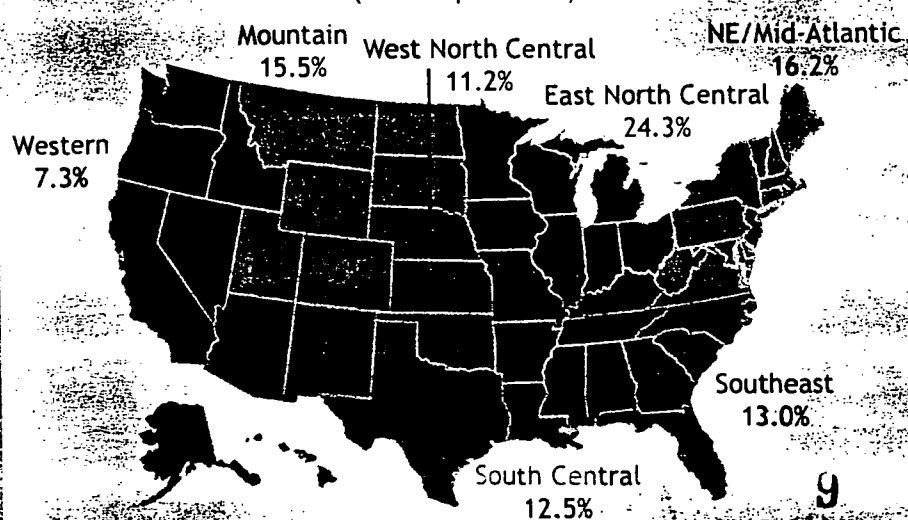 Mountain
15.5%
West North Central
11.2%
NE/Mid-Atlantic
16.2%
East North Central
24.3%
Western
7.3%
Southeast
13.0%
South Central
12.5%
9